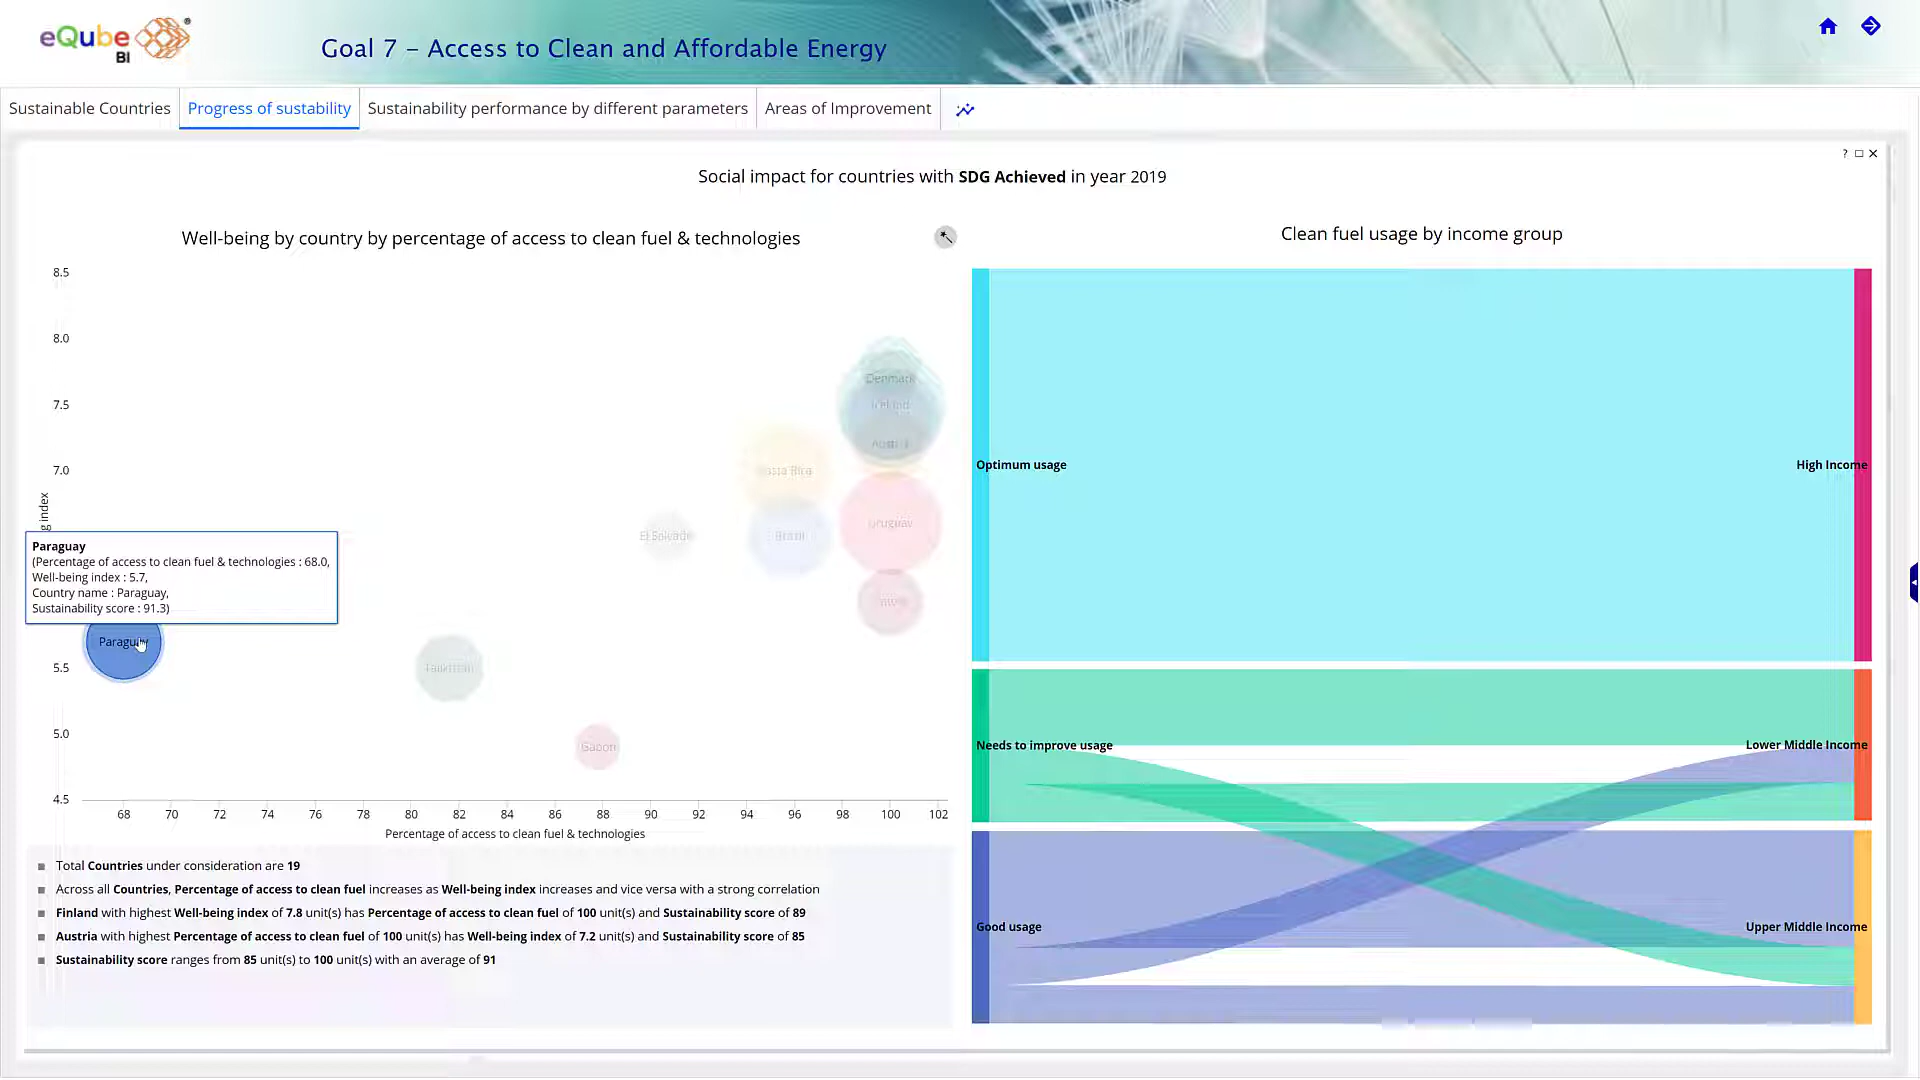 eQube
BI
Goal 7 – Access to Clean and Affordable Energy
Sustainable Countries
Progress of sustability
Sustainability performance by different parameters
Areas of Improvement
Social impact for countries with SDG Achieved in year 2019
Well-being by country by percentage of access to clean fuel & technologies
8.5
8.0
7.5
7.0
5.5
5.0
4.5
index
Denmark
Uruguay
Brazil
Gabon
Paraguay
(Percentage of access to clean fuel & technologies : 68.0,
Well-being index : 5.7,
Country name : Paraguay,
Sustainability score : 91.3)
Paraguay
68 70 72 74 76 78 80 82 84 86 88 90 92 94 96 98 100 102
Percentage of access to clean fuel & technologies
Total Countries under consideration are 19
Across all Countries, Percentage of access to clean fuel increases as Well-being index increases and vice versa with a strong correlation
Finland with highest Well-being index of 7.8 unit(s) has Percentage of access to clean fuel of 100 unit(s) and Sustainability score of 89
Austria with highest Percentage of access to clean fuel of 100 unit(s) has Well-being index of 7.2 unit(s) and Sustainability score of 85
Sustainability score ranges from 85 unit(s) to 100 unit(s) with an average of 91
Clean fuel usage by income group
Optimum usage
High Income
Needs to improve usage
Lower Middle Income
Good usage
Upper Middle Income